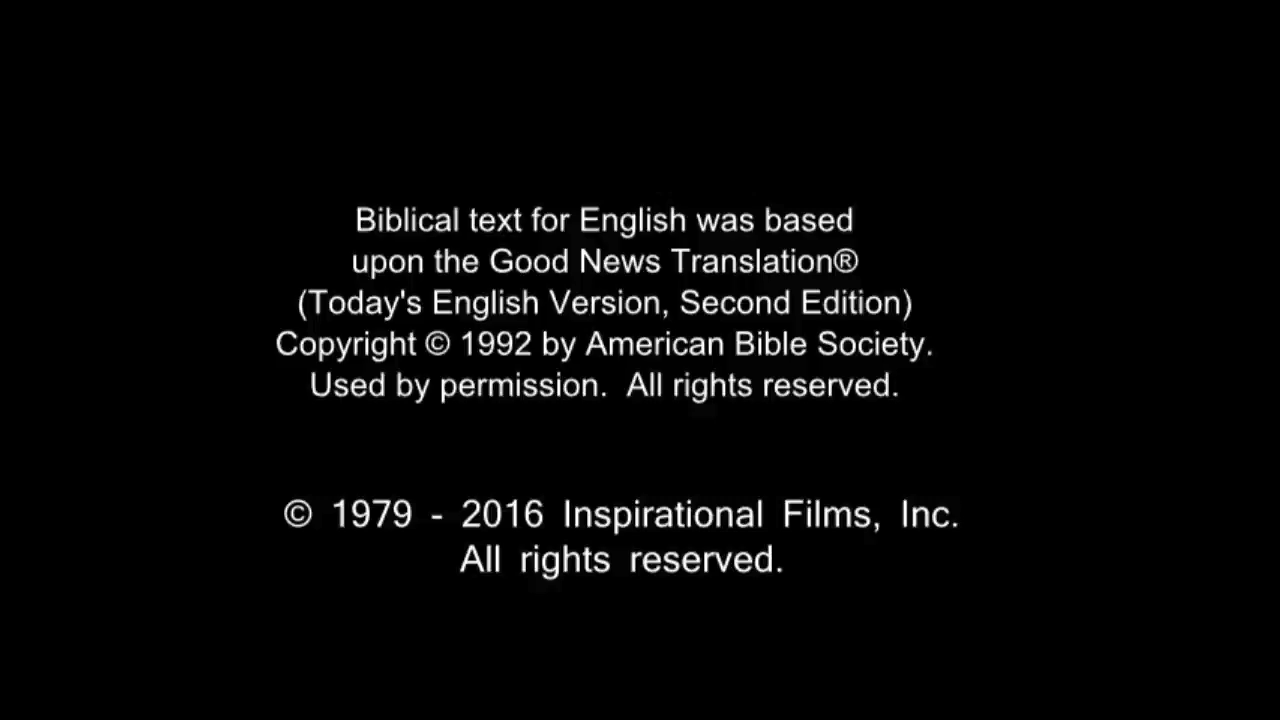 Biblical text for English was based
upon the Good News Translation®
(Today's English Version, Second Edition)
Copyright © 1992 by American Bible Society.
Used by permission.  All rights reserved.
© 1979 - 2016 Inspirational Films, Inc.
All rights reserved.